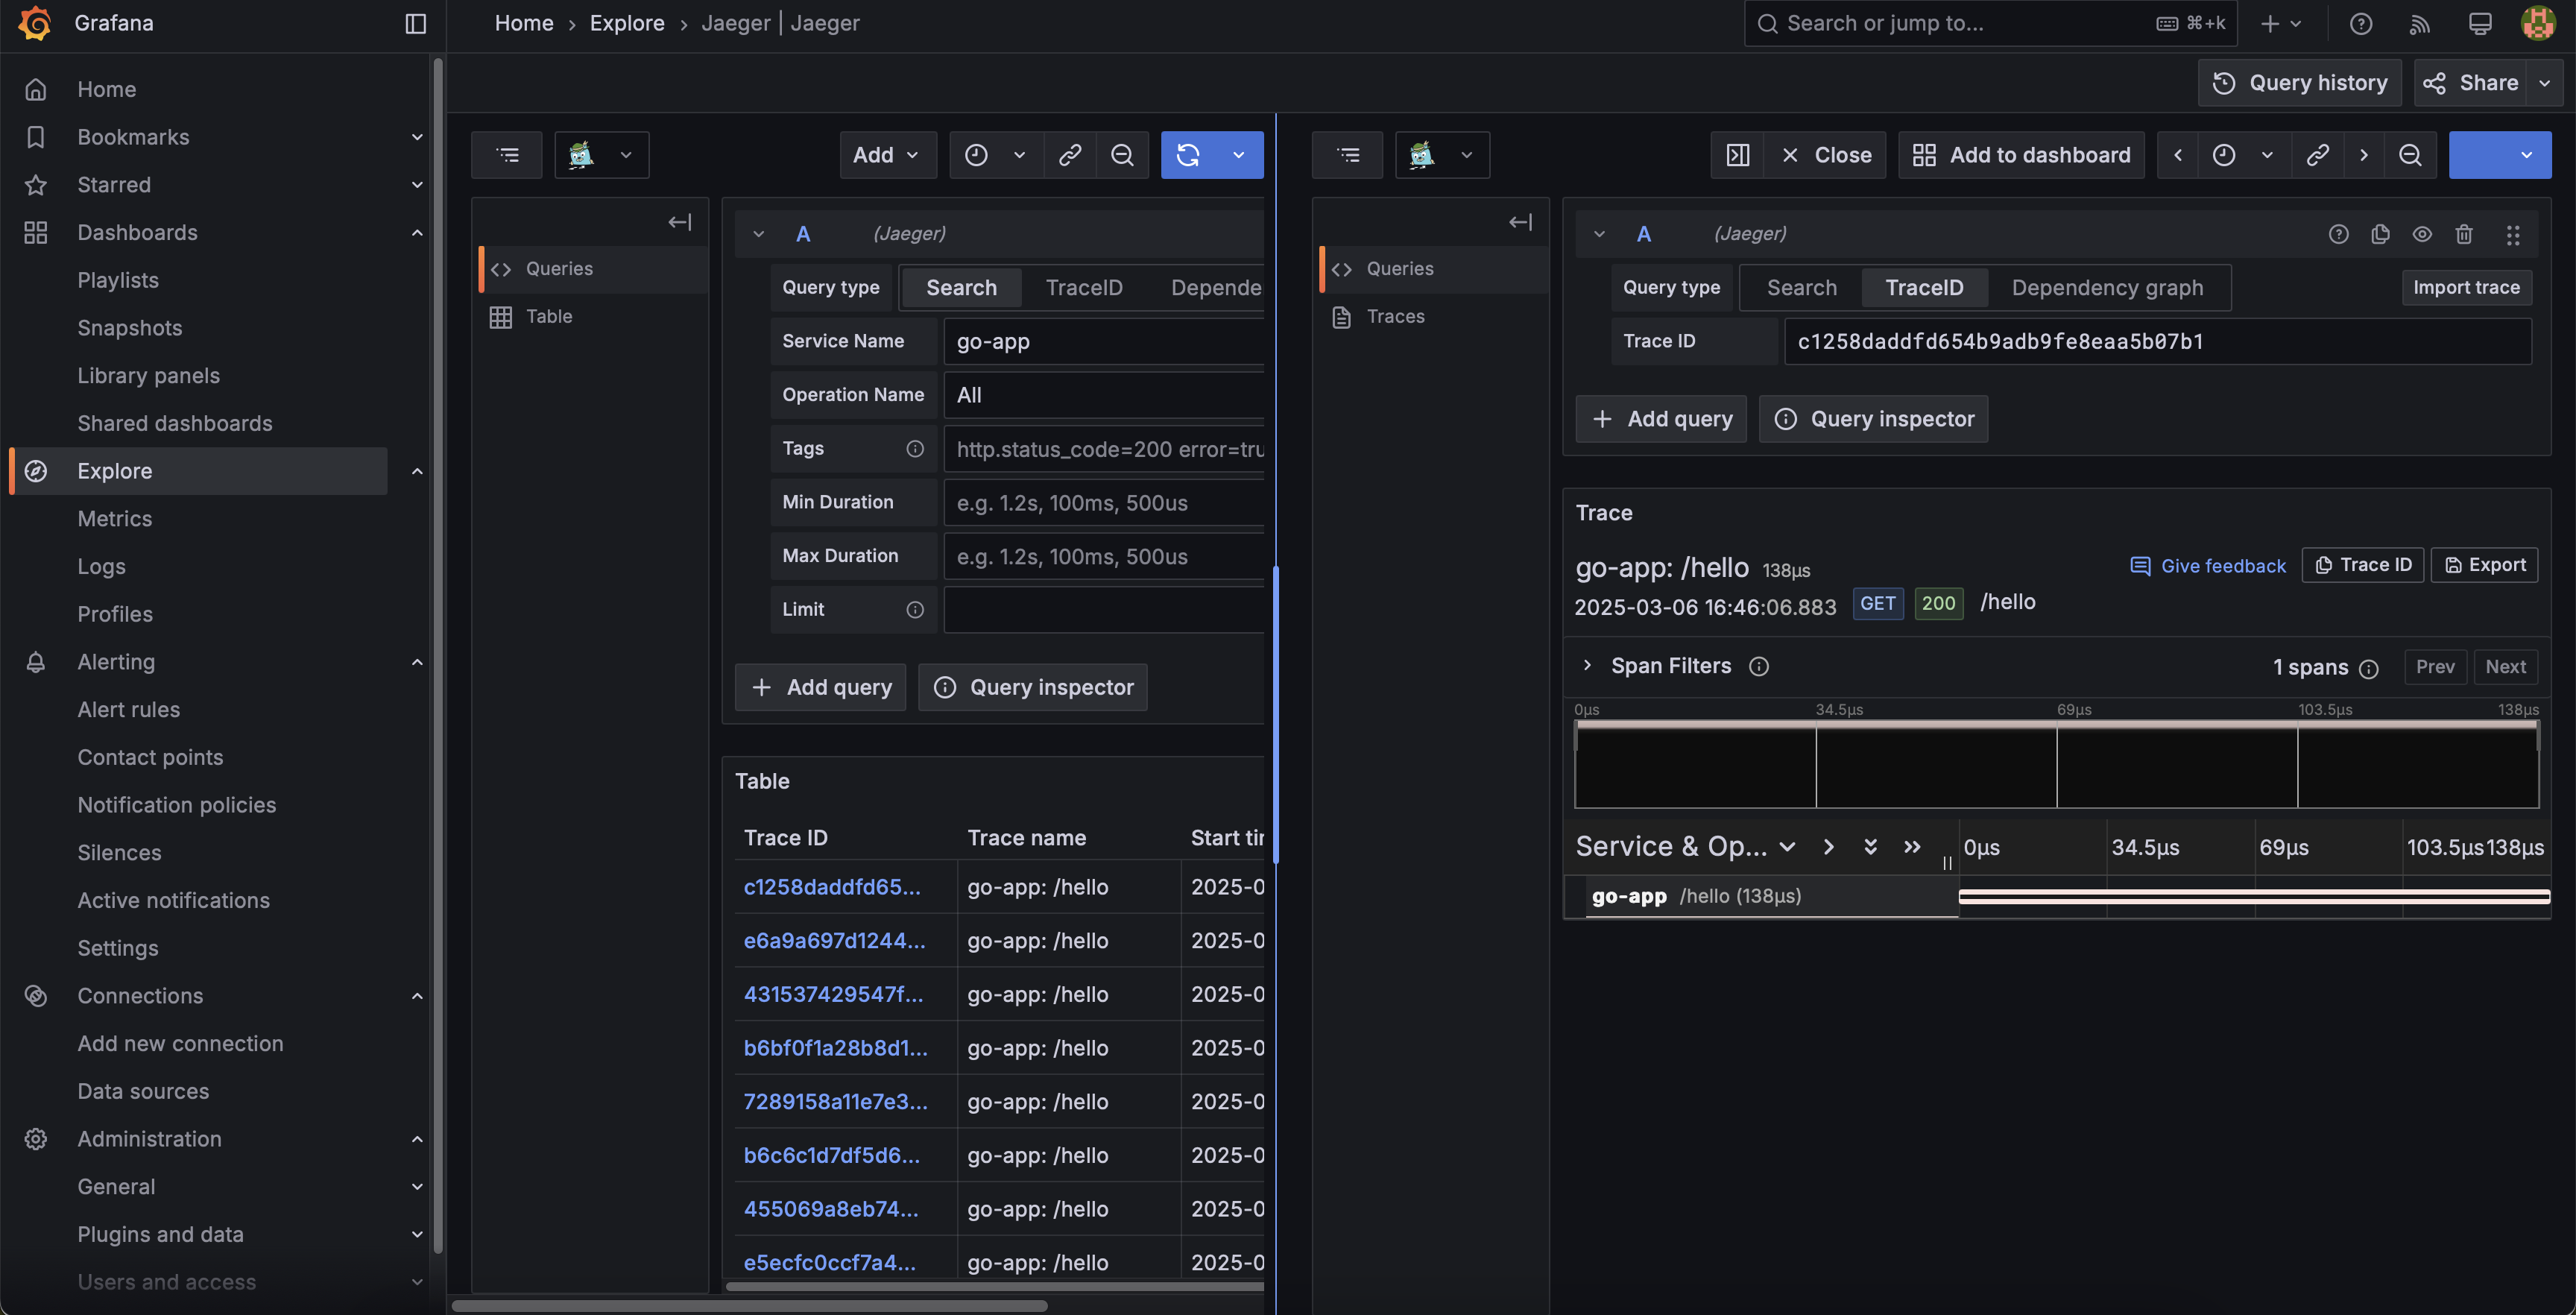 Grafana
Home › Explore › Jaeger | Jaeger
Search or jump to...
⌘+k
Query history
Share
Home
Bookmarks
Starred
Dashboards
Playlists
Snapshots
Library panels
Shared dashboards
Explore
Metrics
Logs
Profiles
Alerting
Alert rules
Contact points
Notification policies
Silences
Active notifications
Settings
Connections
Add new connection
Data sources
Administration
General
Plugins and data
Users and access
Add
Queries
Table
A (Jaeger)
Query type Search TraceID Depende
Service Name go-app
Operation Name All
Tags http.status_code=200 error=tru
Min Duration e.g. 1.2s, 100ms, 500us
Max Duration e.g. 1.2s, 100ms, 500us
Limit
Add query Query inspector
Table
Trace ID Trace name Start tir
c1258daddfd65... go-app: /hello 2025-0
e6a9a697d1244... go-app: /hello 2025-0
431537429547f... go-app: /hello 2025-0
b6bf0f1a28b8d1... go-app: /hello 2025-0
7289158a11e7e3... go-app: /hello 2025-0
b6c6c1d7df5d6... go-app: /hello 2025-0
455069a8eb74... go-app: /hello 2025-0
e5ecfc0ccf7a4... go-app: /hello 2025-0
Close Add to dashboard
Queries
Traces
A (Jaeger)
Query type Search TraceID Dependency graph Import trace
Trace ID c1258daddfd654b9adb9fe8eaa5b07b1
Add query Query inspector
Trace
go-app: /hello 138μs Give feedback Trace ID Export
2025-03-06 16:46:06.883 GET 200 /hello
Span Filters 1 spans Prev Next
0μs 34.5μs 69μs 103.5μs 138μs
Service & Op... 0μs 34.5μs 69μs 103.5μs 138μs
go-app /hello (138μs)